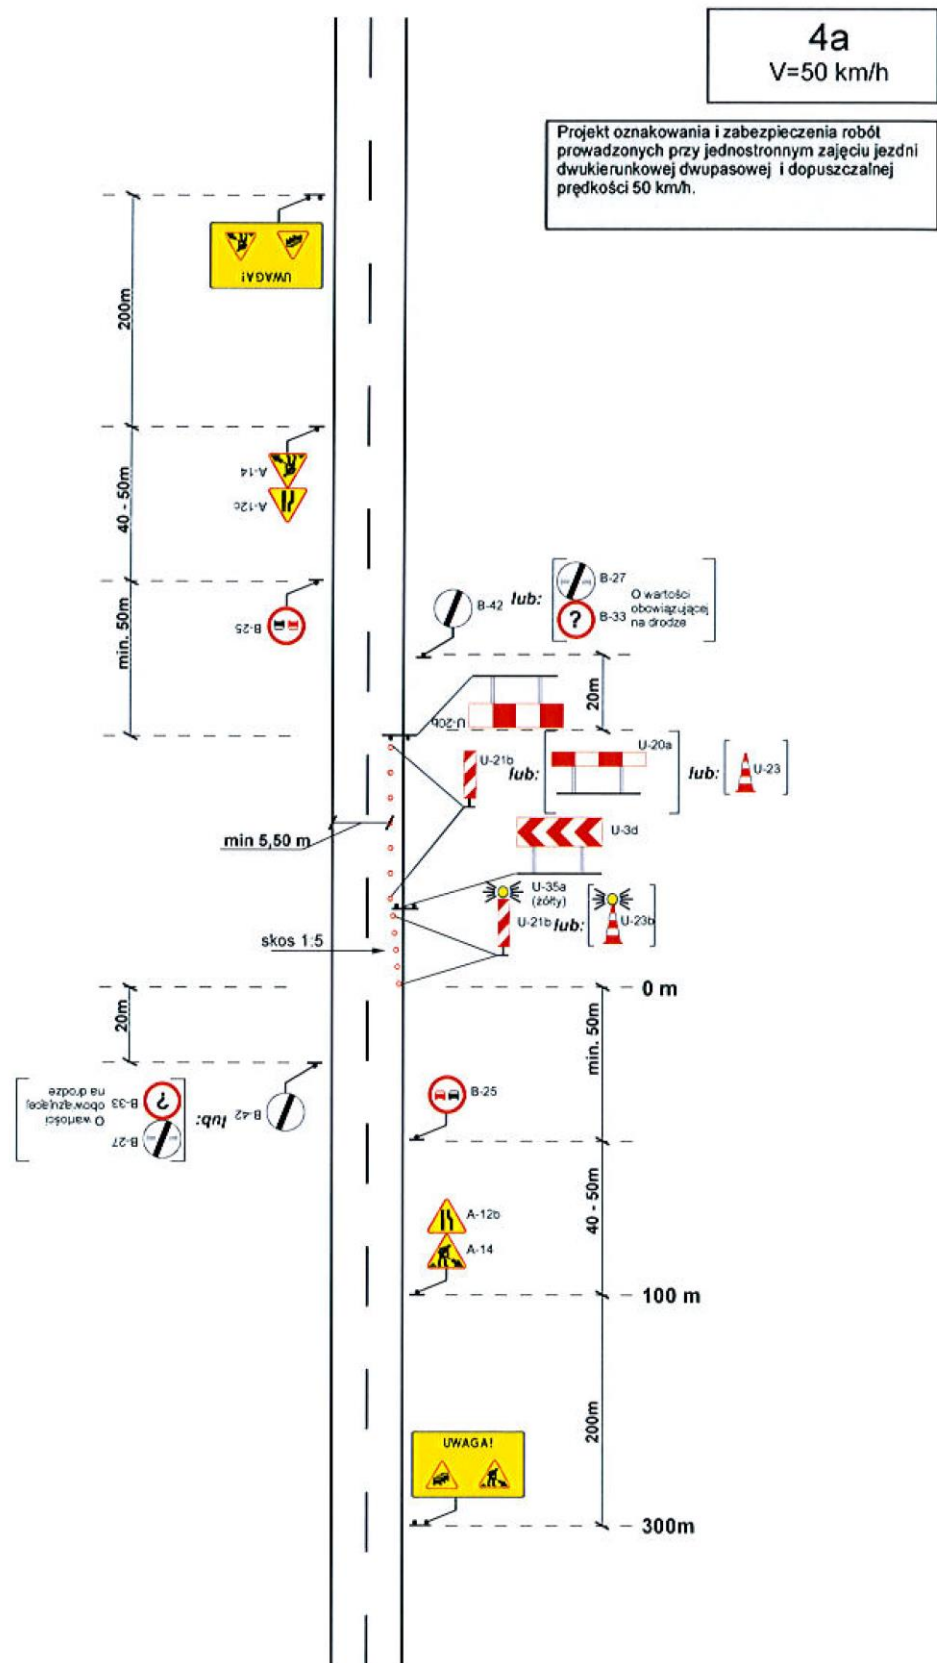 4a
V=50 km/h
Projekt oznakowania i zabezpieczenia robót
prowadzonych przy jednostronnym zajęciu jezdni
dwukierunkowej dwupasowej i dopuszczalnej
prędkości 50 km/h.
UWAGA!
200m
A-14
A-12c
40 - 50m
B-25
min. 50m
B-42
lub:
B-27
B-33
O wartości
obowiązującej
na drodze
20m
U-20b
U-21b
lub:
U-20a
lub:
U-23
min 5,50 m
U-3d
U-35a
(żółty)
U-21b
lub:
U-23b
skos 1:5
0 m
20m
min. 50m
B-42
lub:
B-27
B-33
O wartości
obowiązującej
na drodze
B-25
40 - 50m
A-12b
A-14
100 m
200m
UWAGA!
300m